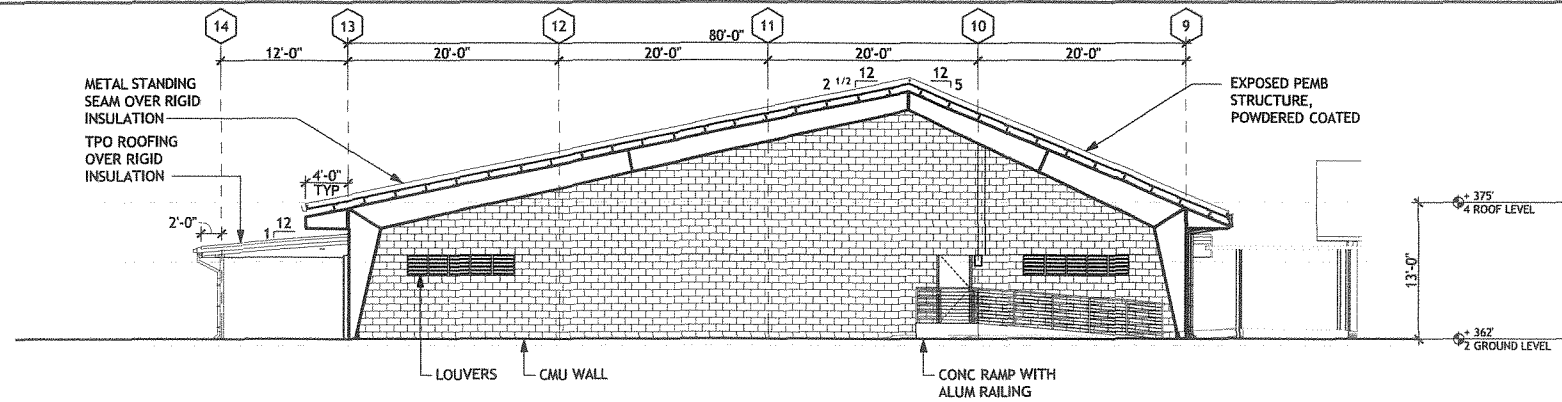 14
13
12
11
10
9
80'-0"
12'-0"
20'-0"
20'-0"
20'-0"
20'-0"
METAL STANDING
SEAM OVER RIGID
INSULATION
TPO ROOFING
OVER RIGID
INSULATION
12
2 1/2
12
5
EXPOSED PEMB
STRUCTURE,
POWDERED COATED
4'-0"
TYP
2'-0"
12
1
+ 375'
4 ROOF LEVEL
13'-0"
+ 362'
2 GROUND LEVEL
LOUVERS
CMU WALL
CONC RAMP WITH
ALUM RAILING